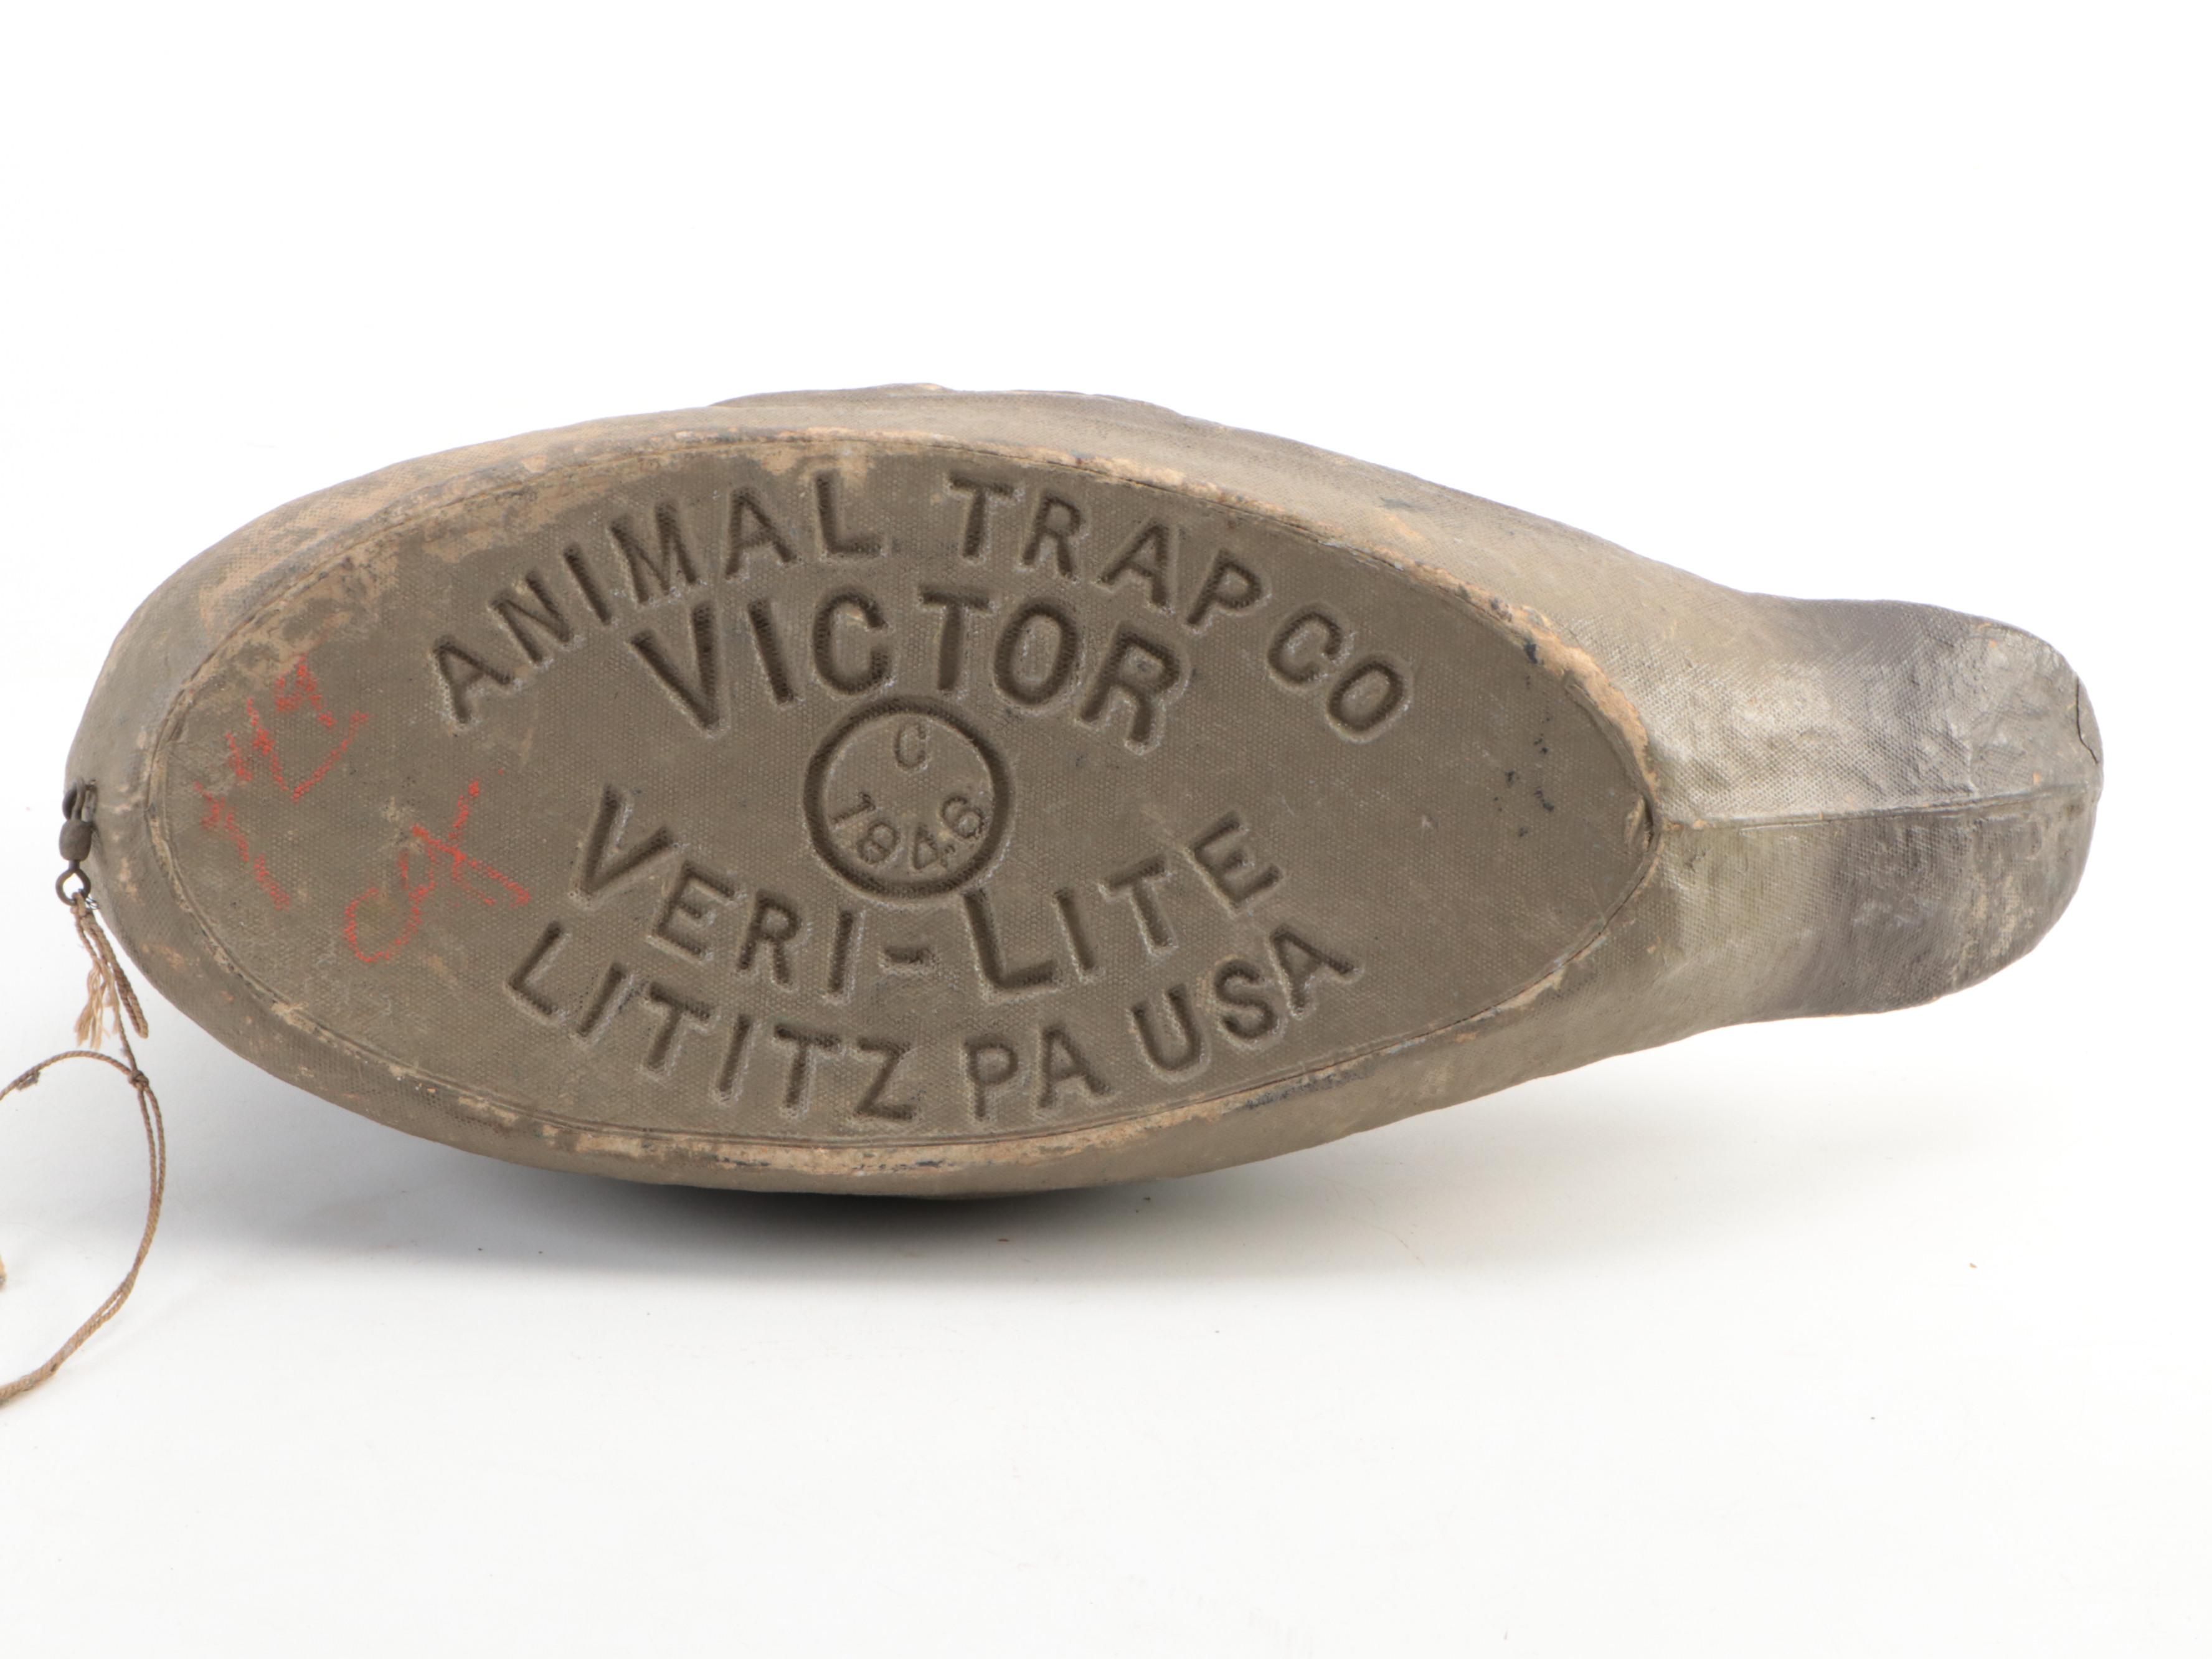 ANIMAL TRAP CO
VICTOR
C
1946
VERI-LITE
LITITZ PA USA